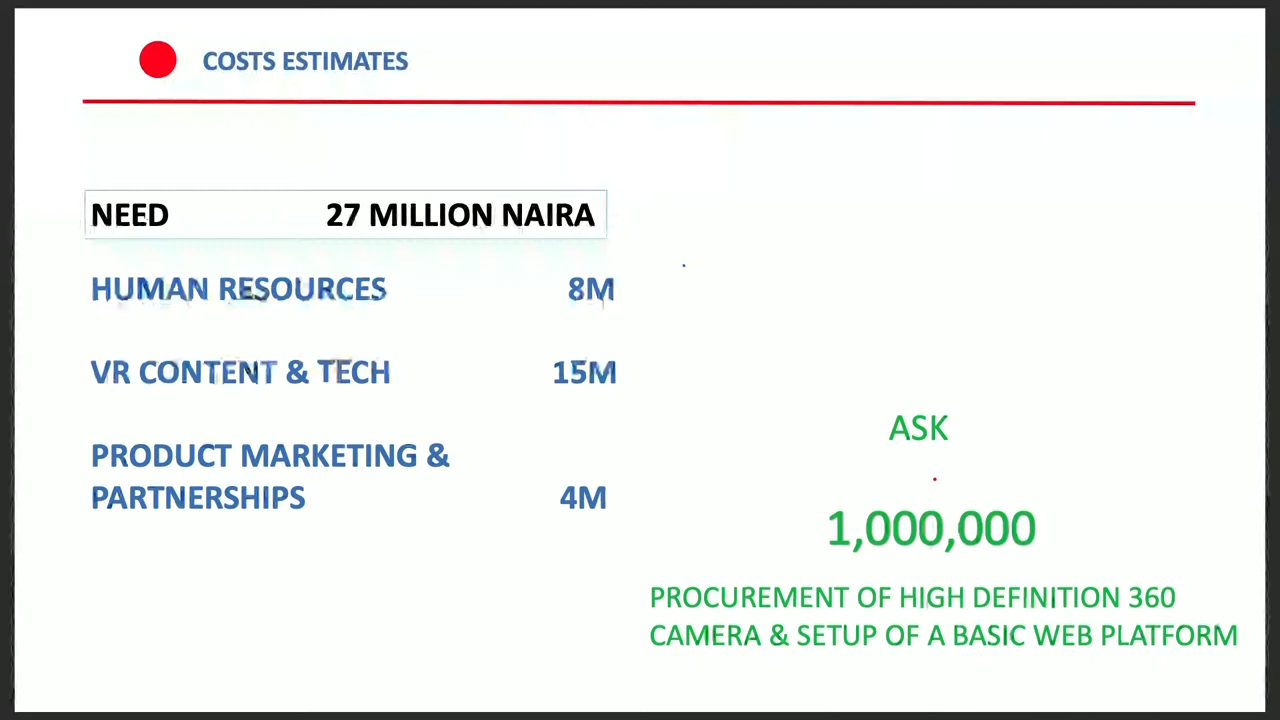 COSTS ESTIMATES
NEED 27 MILLION NAIRA
HUMAN RESOURCES 8M
VR CONTENT & TECH 15M
PRODUCT MARKETING &
PARTNERSHIPS 4M
ASK
1,000,000
PROCUREMENT OF HIGH DEFINITION 360
CAMERA & SETUP OF A BASIC WEB PLATFORM